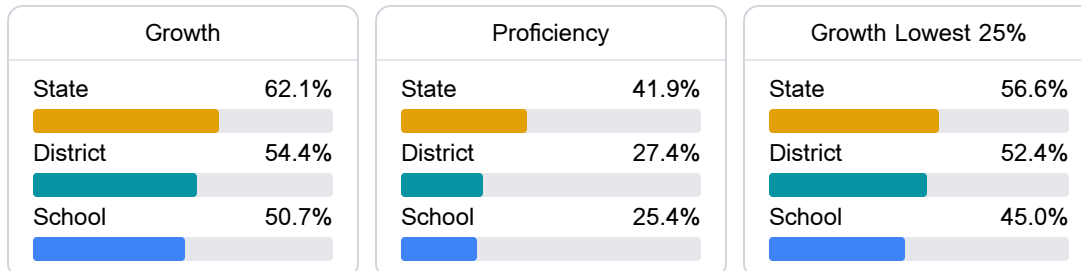 Growth
State 62.1%
District 54.4%
School 50.7%
Proficiency
State 41.9%
District 27.4%
School 25.4%
Growth Lowest 25%
State 56.6%
District 52.4%
School 45.0%